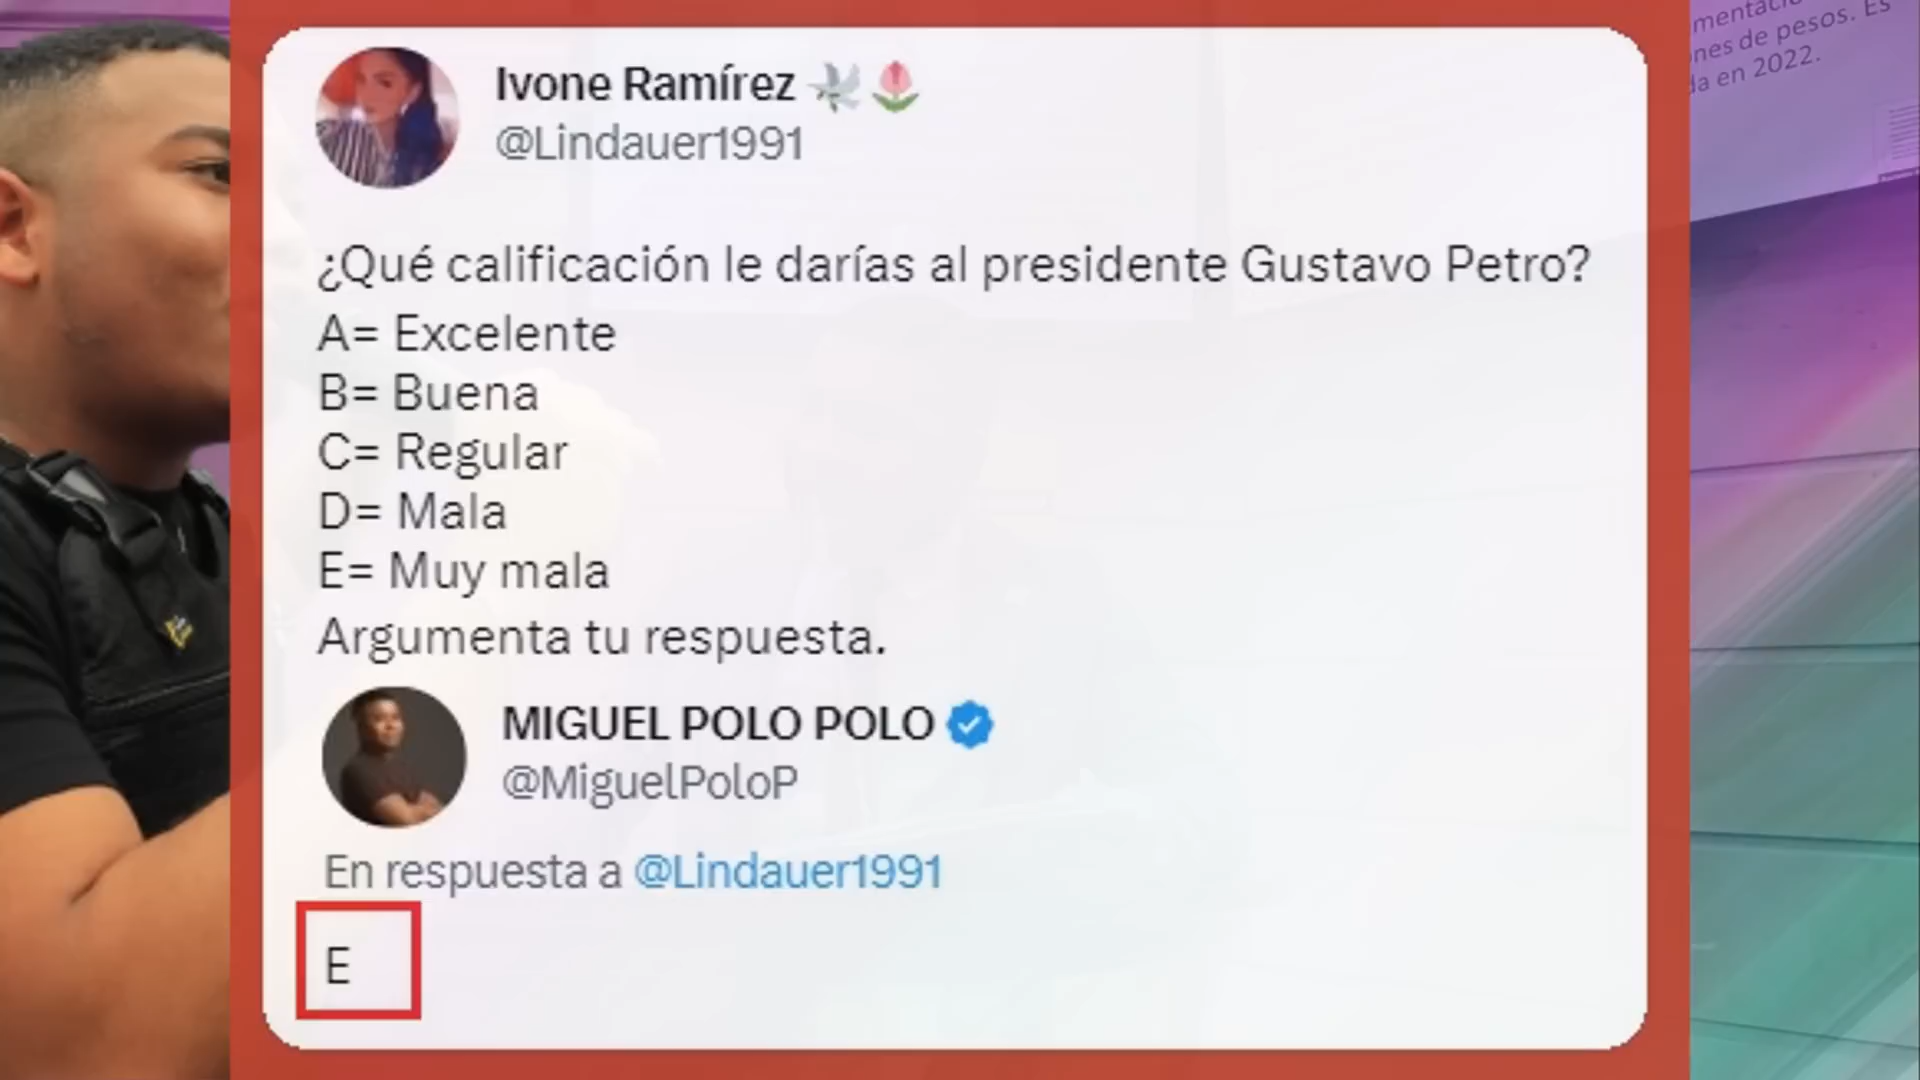 mentació
nes de pesos. Es
da en 2022.
Ivone Ramírez
@Lindauer1991
¿Qué calificación le darías al presidente Gustavo Petro?
A= Excelente
B= Buena
C= Regular
D= Mala
E= Muy mala
Argumenta tu respuesta.
MIGUEL POLO POLO
@MiguelPoloP
En respuesta a @Lindauer1991
E